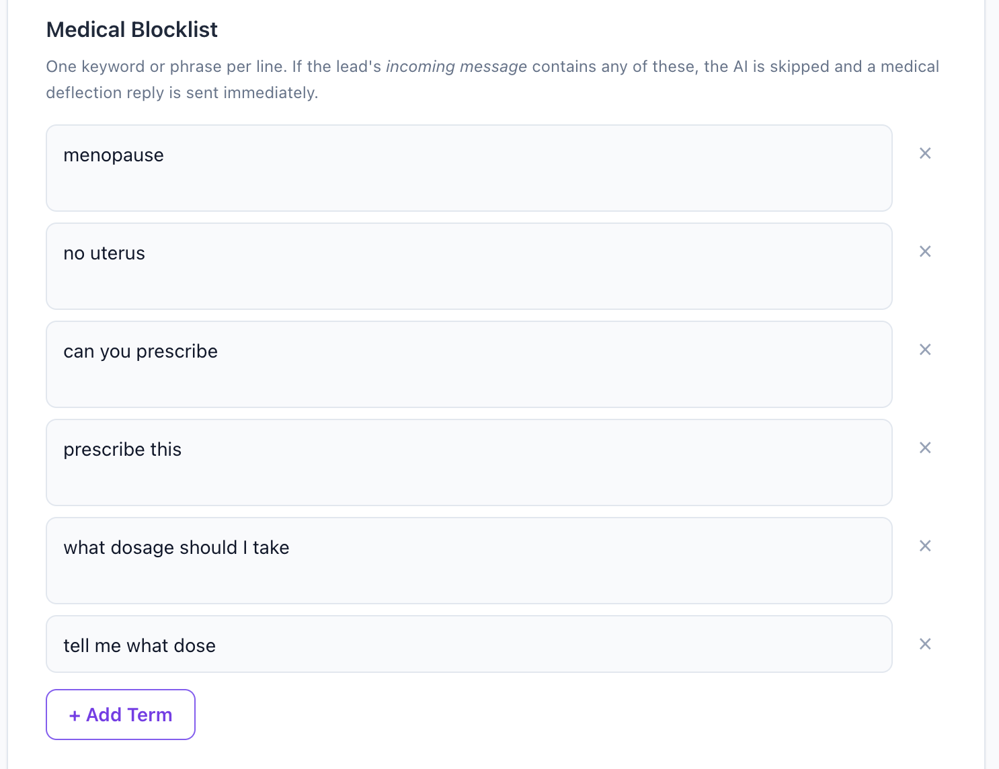 Medical Blocklist
One keyword or phrase per line. If the lead's incoming message contains any of these, the AI is skipped and a medical
deflection reply is sent immediately.
menopause
no uterus
can you prescribe
prescribe this
what dosage should I take
tell me what dose
+ Add Term